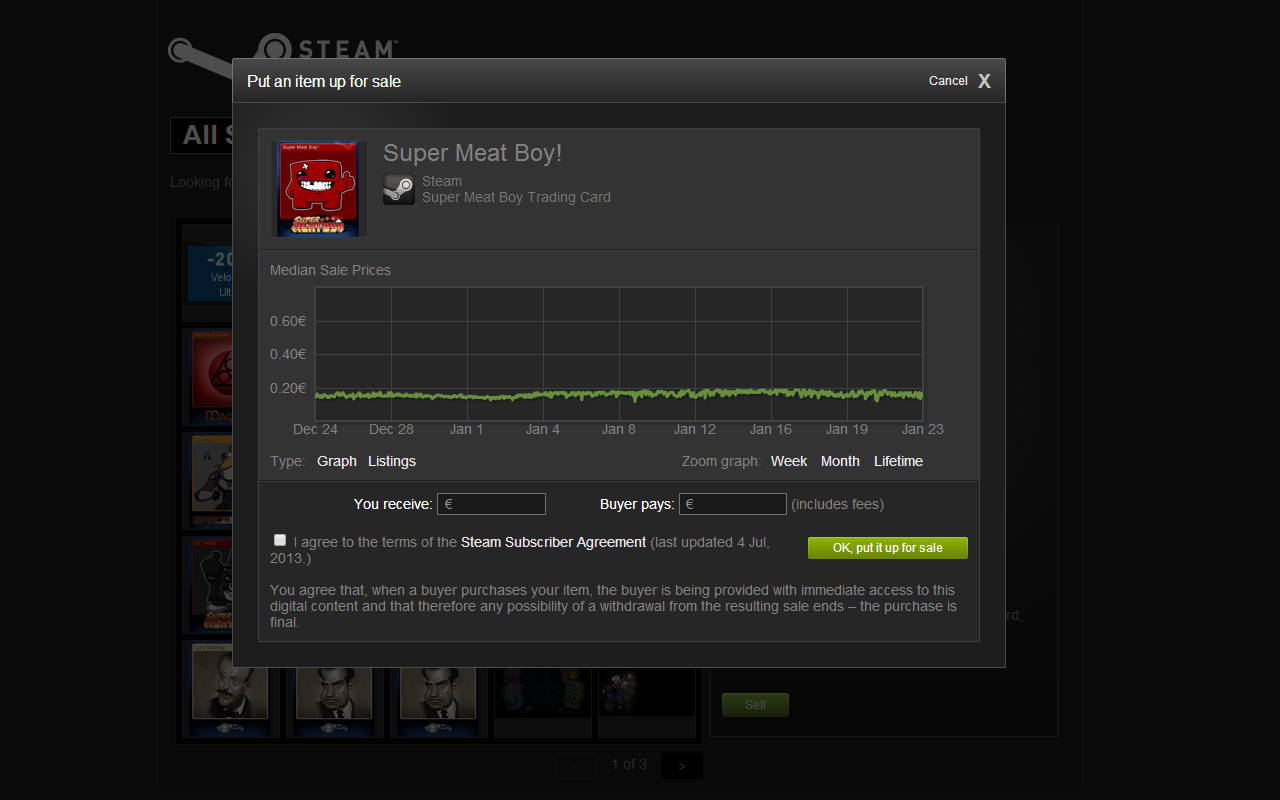 STEAM™
Put an item up for sale
Cancel X
All S
Looking fo
Super Meat Boy!
Super Meat Boy!
Steam
Super Meat Boy Trading Card
-20
Velo
Ult
Median Sale Prices
0.60€
0.40€
0.20€
Dec 24 Dec 28 Jan 1 Jan 4 Jan 8 Jan 12 Jan 16 Jan 19 Jan 23
Type: Graph Listings
Zoom graph: Week Month Lifetime
You receive: €
Buyer pays: € (includes fees)
I agree to the terms of the Steam Subscriber Agreement (last updated 4 Jul,
2013.)
OK, put it up for sale
You agree that, when a buyer purchases your item, the buyer is being provided with immediate access to this
digital content and that therefore any possibility of a withdrawal from the resulting sale ends – the purchase is
final.
rd,
Sell
1 of 3 >